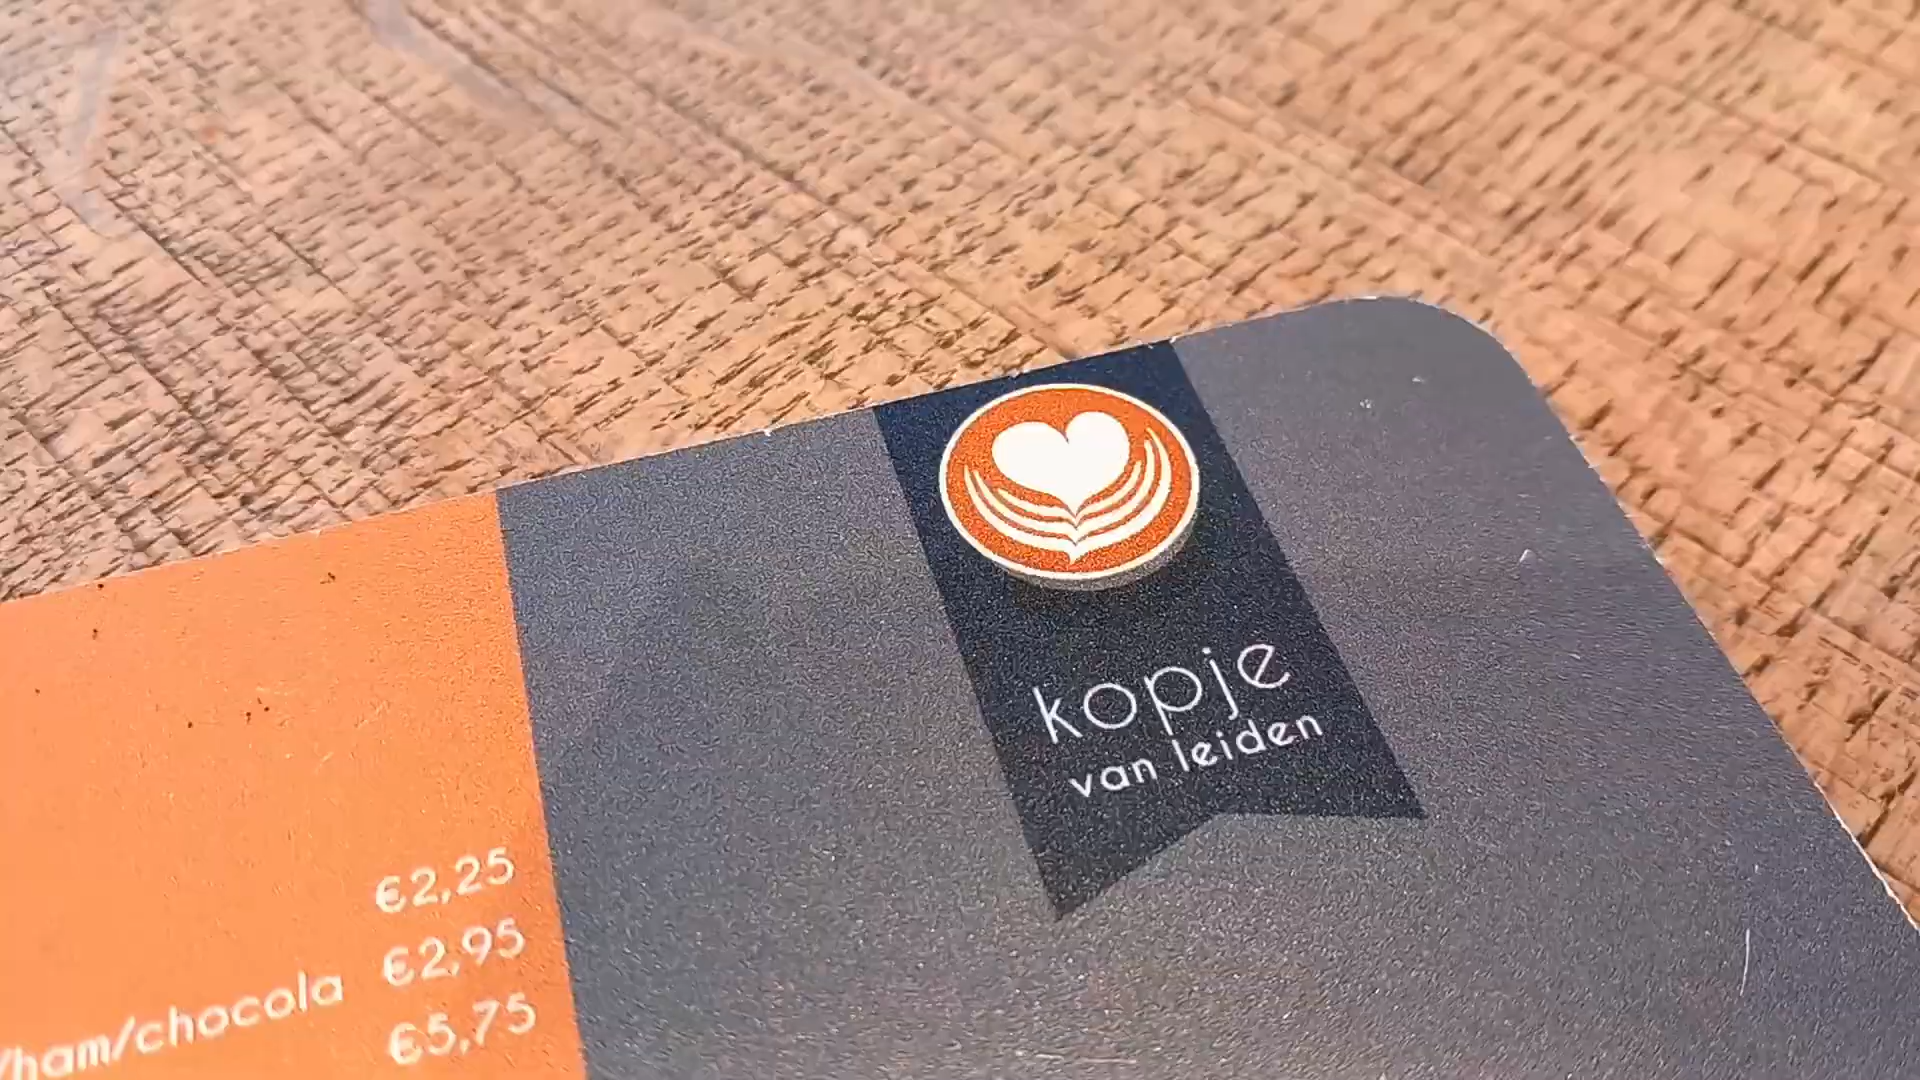 kopje
van leiden
€2,25
/ham/chocola €2,95
€5,75